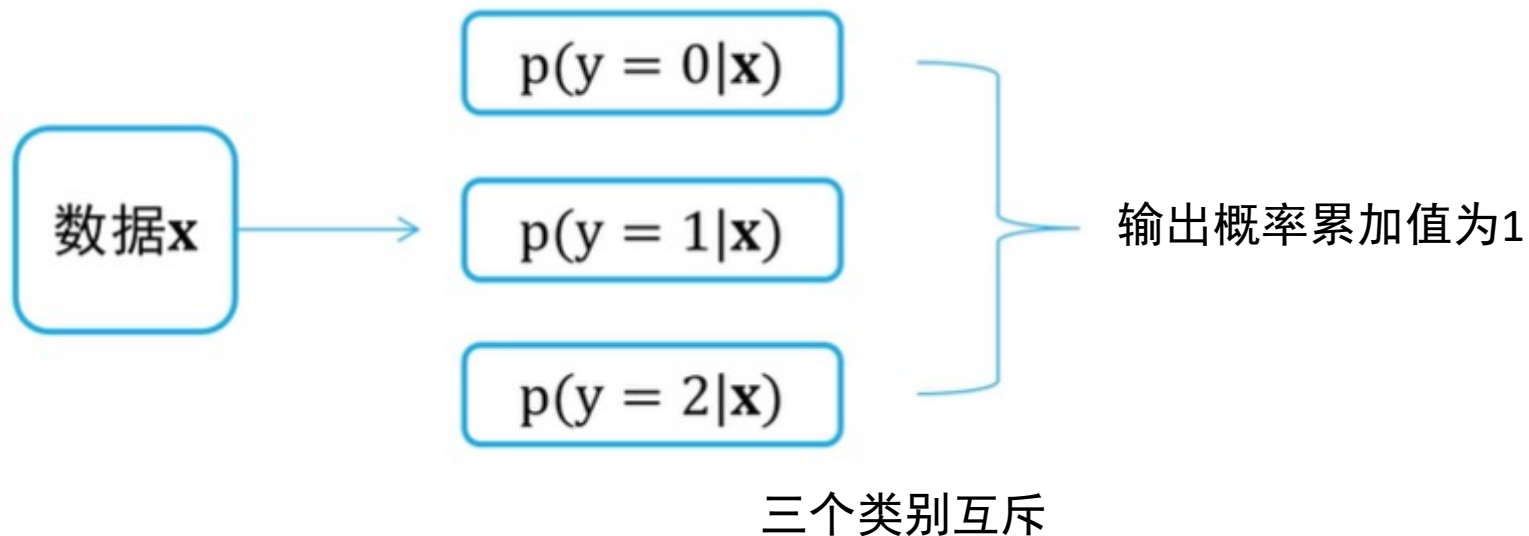 p(y = 0|x)
数据x
p(y = 1|x)
输出概率累加值为1
p(y = 2|x)
三个类别互斥